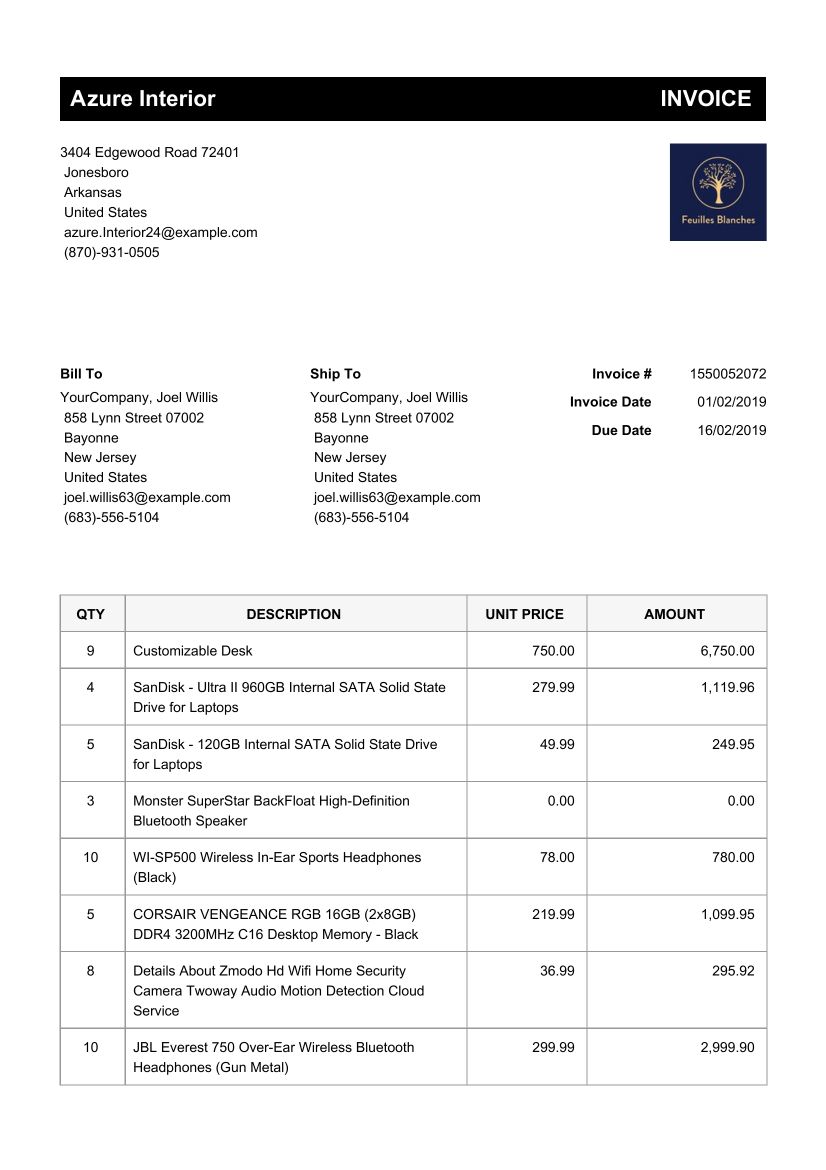 Azure Interior INVOICE
3404 Edgewood Road 72401
Jonesboro
Arkansas
United States
azure.Interior24@example.com
(870)-931-0505
Feuilles Blanches
Bill To
YourCompany, Joel Willis
858 Lynn Street 07002
Bayonne
New Jersey
United States
joel.willis63@example.com
(683)-556-5104
Ship To
YourCompany, Joel Willis
858 Lynn Street 07002
Bayonne
New Jersey
United States
joel.willis63@example.com
(683)-556-5104
Invoice # 1550052072
Invoice Date 01/02/2019
Due Date 16/02/2019
QTY DESCRIPTION UNIT PRICE AMOUNT
9 Customizable Desk 750.00 6,750.00
4 SanDisk - Ultra II 960GB Internal SATA Solid State 279.99 1,119.96
Drive for Laptops
5 SanDisk - 120GB Internal SATA Solid State Drive 49.99 249.95
for Laptops
3 Monster SuperStar BackFloat High-Definition 0.00 0.00
Bluetooth Speaker
10 WI-SP500 Wireless In-Ear Sports Headphones 78.00 780.00
(Black)
5 CORSAIR VENGEANCE RGB 16GB (2x8GB) 219.99 1,099.95
DDR4 3200MHz C16 Desktop Memory - Black
8 Details About Zmodo Hd Wifi Home Security 36.99 295.92
Camera Twoway Audio Motion Detection Cloud
Service
10 JBL Everest 750 Over-Ear Wireless Bluetooth 299.99 2,999.90
Headphones (Gun Metal)